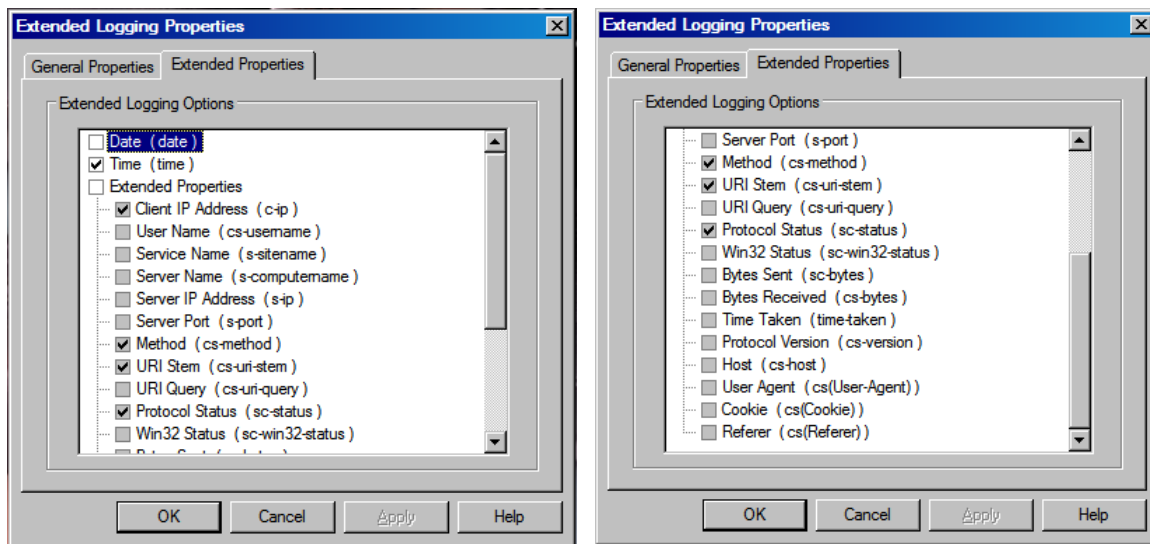 Extended Logging Properties
General Properties Extended Properties
Extended Logging Options
Date ( date )
Time ( time )
Extended Properties
Client IP Address ( c-ip )
User Name ( cs-username )
Service Name ( s-sitename )
Server Name ( s-computername )
Server IP Address ( s-ip )
Server Port ( s-port )
Method ( cs-method )
URI Stem ( cs-uri-stem )
URI Query ( cs-uri-query )
Protocol Status ( sc-status )
Win32 Status ( sc-win32-status )
OK Cancel Apply Help
Extended Logging Properties
General Properties Extended Properties
Extended Logging Options
Server Port ( s-port )
Method ( cs-method )
URI Stem ( cs-uri-stem )
URI Query ( cs-uri-query )
Protocol Status ( sc-status )
Win32 Status ( sc-win32-status )
Bytes Sent ( sc-bytes )
Bytes Received ( cs-bytes )
Time Taken ( time-taken )
Protocol Version ( cs-version )
Host ( cs-host )
User Agent ( cs(User-Agent) )
Cookie ( cs(Cookie) )
Referer ( cs(Referer) )
OK Cancel Apply Help